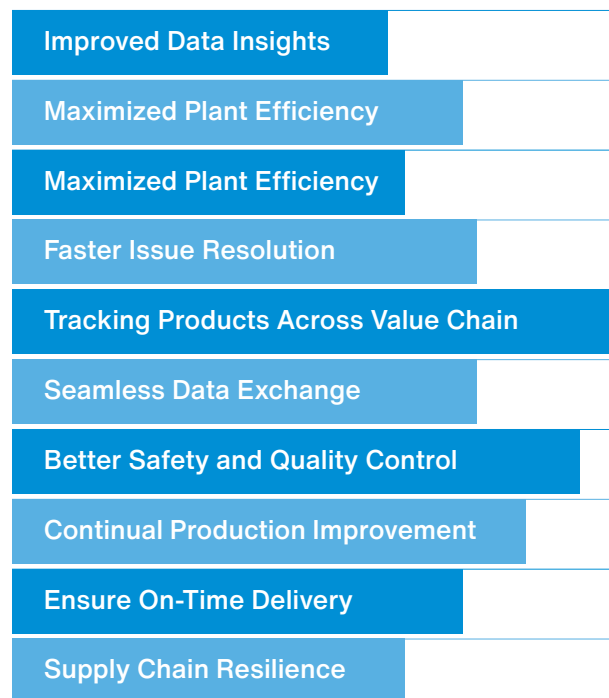 Improved Data Insights
Maximized Plant Efficiency
Maximized Plant Efficiency
Faster Issue Resolution
Tracking Products Across Value Chain
Seamless Data Exchange
Better Safety and Quality Control
Continual Production Improvement
Ensure On-Time Delivery
Supply Chain Resilience